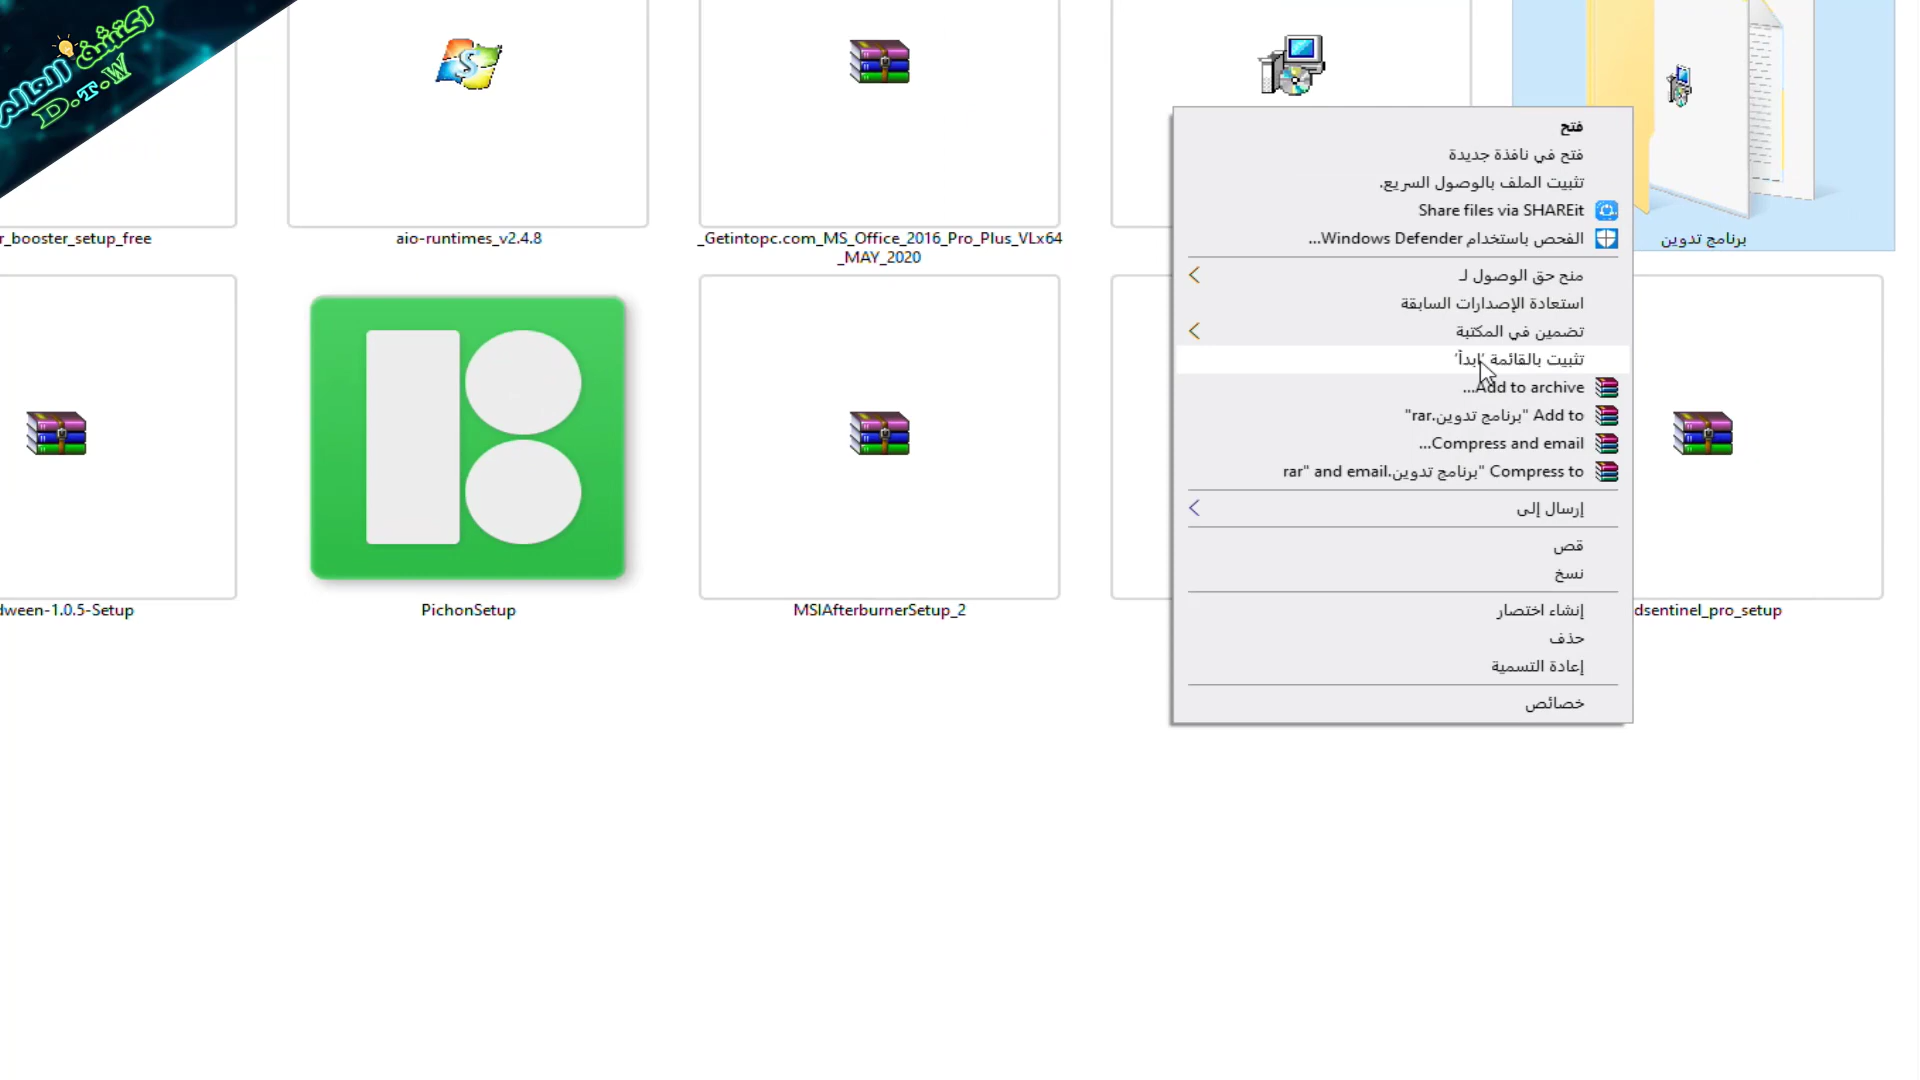 اكتشف العالم
D.T.W
r_booster_setup_free
aio-runtimes_v2.4.8
_Getintopc.com_MS_Office_2016_Pro_Plus_VLx64
_MAY_2020
برنامج تدوين
dween-1.0.5-Setup
PichonSetup
MSIAfterburnerSetup_2
dsentinel_pro_setup
فتح
فتح في نافذة جديدة
تثبيت الملف بالوصول السريع.
Share files via SHAREit
الفحص باستخدام Windows Defender...
منح حق الوصول لـ
استعادة الإصدارات السابقة
تضمين في المكتبة
تثبيت بالقائمة 'ابدأ'
Add to archive...
Add to "برنامج تدوين.rar"
Compress and email...
Compress to "برنامج تدوين.rar" and email
إرسال إلى
قص
نسخ
إنشاء اختصار
حذف
إعادة التسمية
خصائص